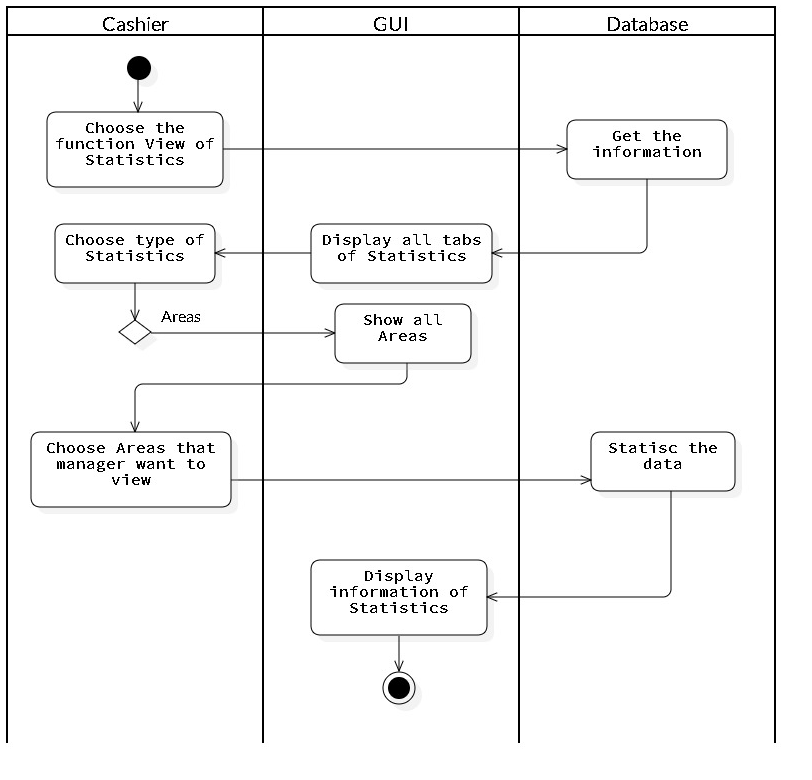 Cashier
GUI
Database
Choose the
function View of
Statistics
Get the
information
Choose type of
Statistics
Display all tabs
of Statistics
Areas
Show all
Areas
Choose Areas that
manager want to
view
Statisc the
data
Display
information of
Statistics